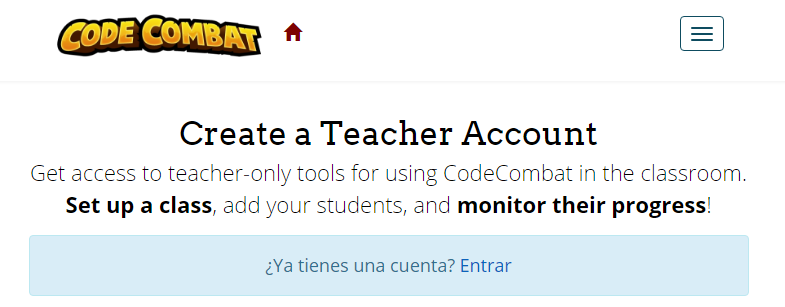 CODE COMBAT
Create a Teacher Account
Get access to teacher-only tools for using CodeCombat in the classroom.
Set up a class, add your students, and monitor their progress!
¿Ya tienes una cuenta? Entrar